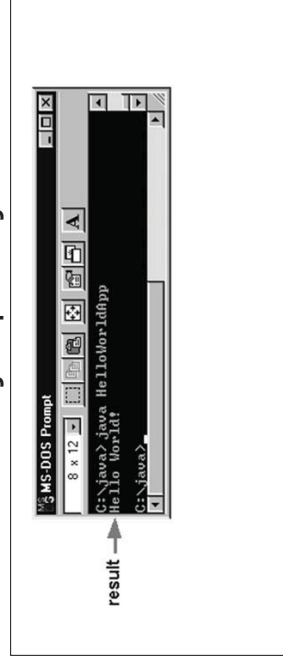 MS-DOS Prompt
8 x 12
A
C:\java>java HelloWorldApp
result
Hello World!
C:\java>